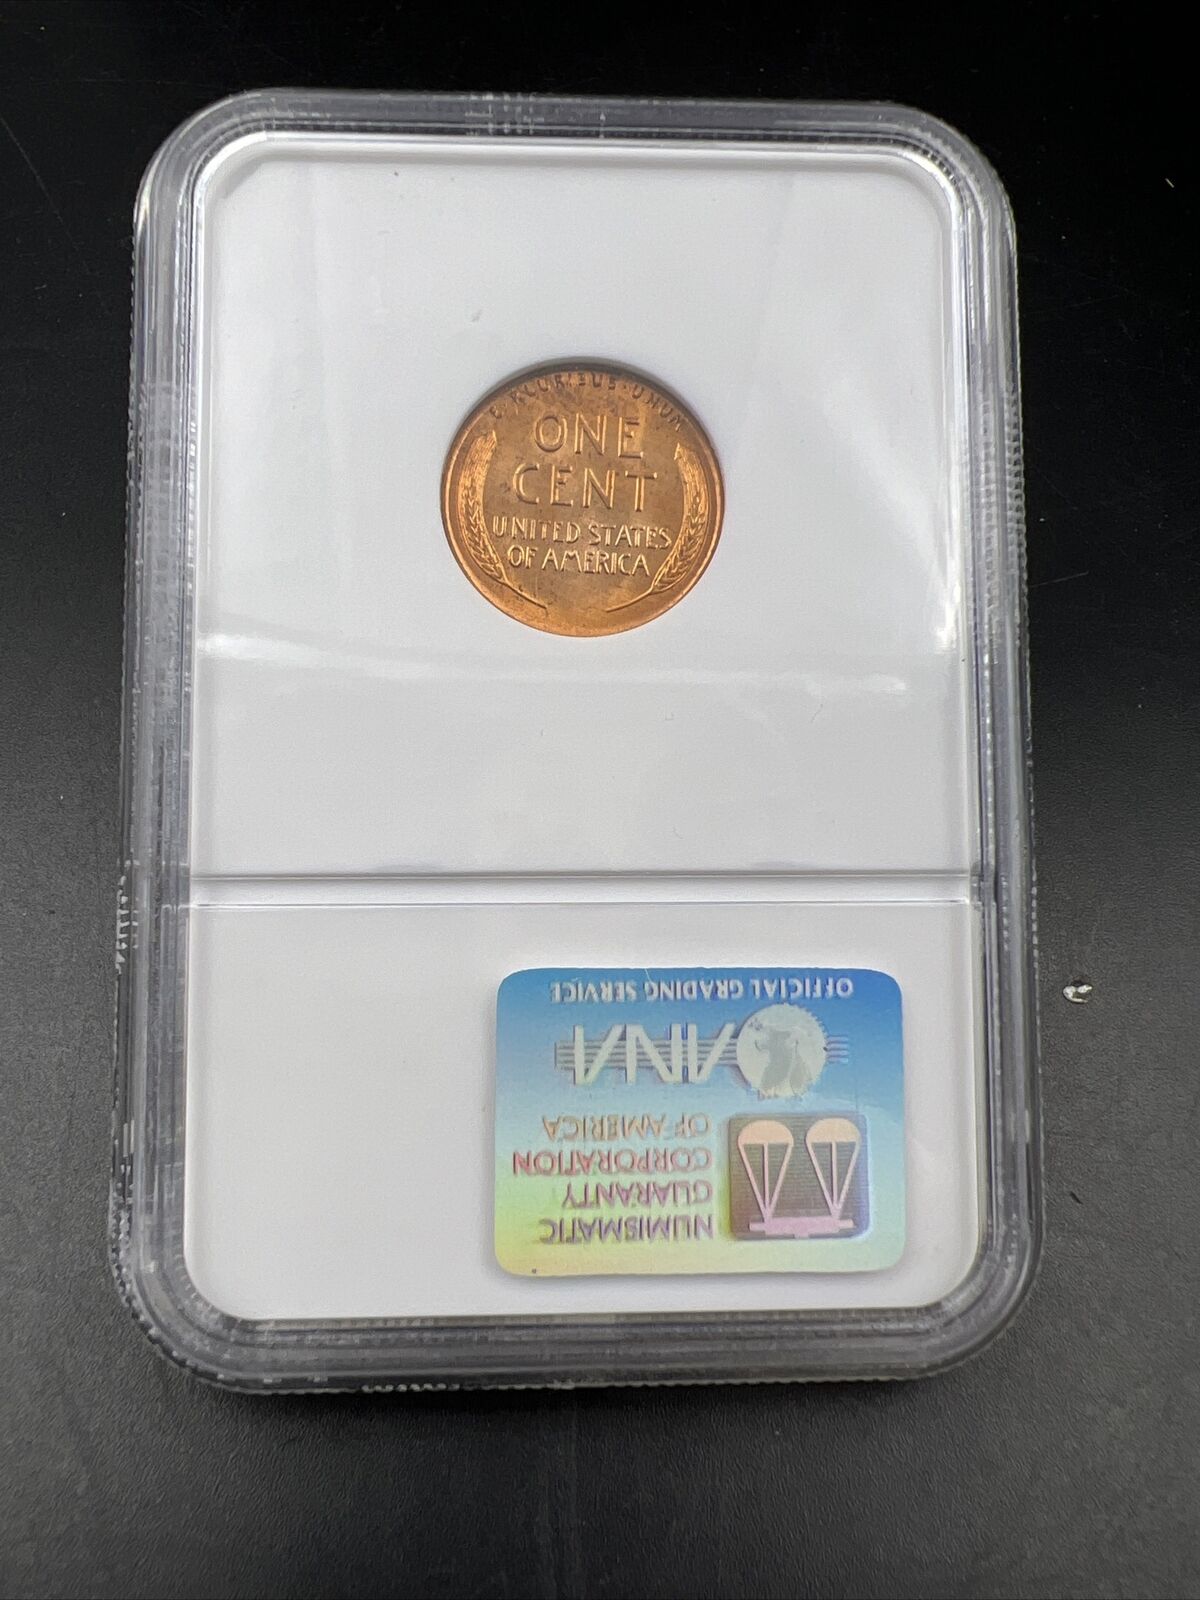 E·PLURIBUS·UNUM
ONE
CENT
UNITED STATES
OF AMERICA
NUMISMATIC
GUARANTY
CORPORATION
OF AMERICA
ANA
OFFICIAL GRADING SERVICE